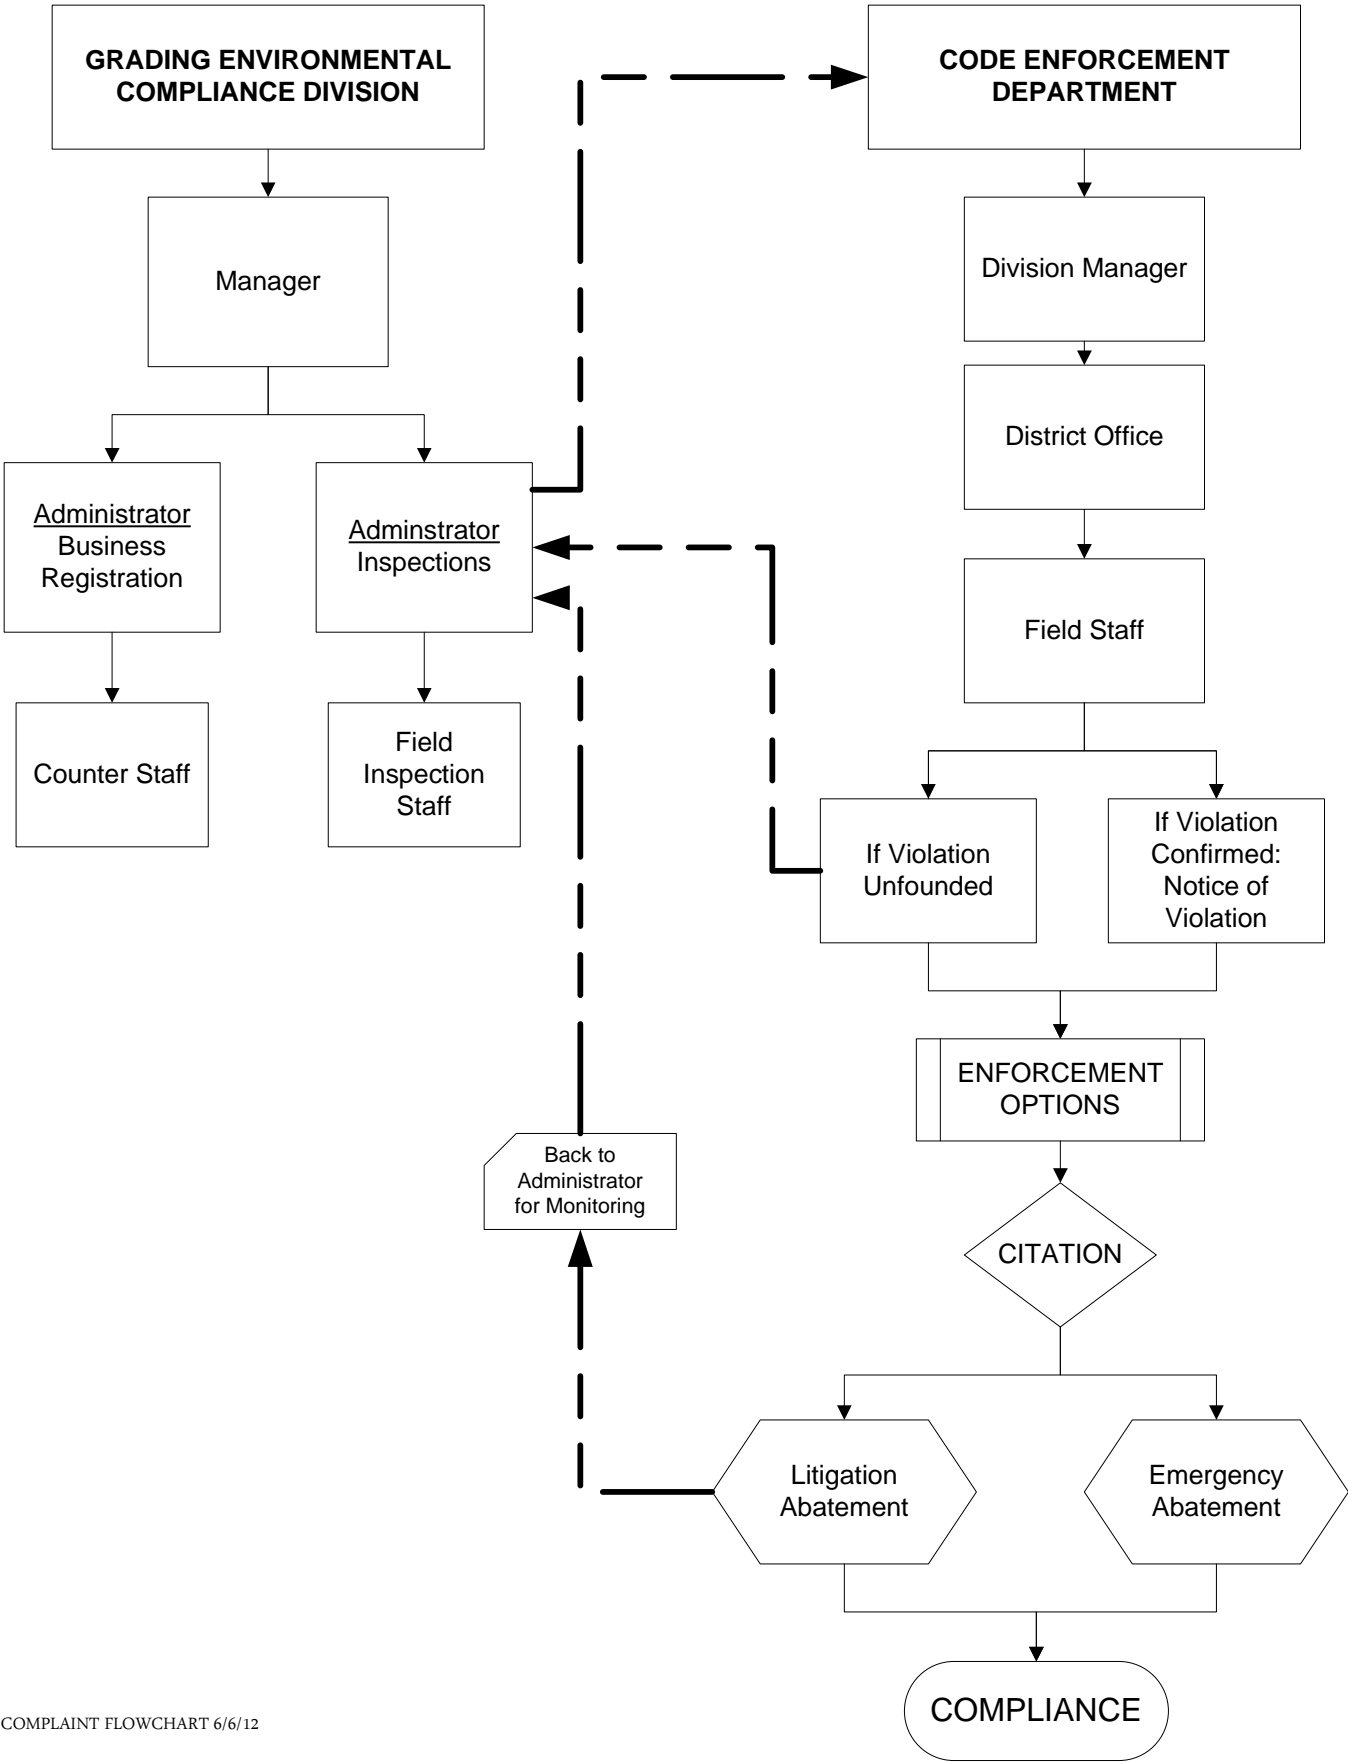 GRADING ENVIRONMENTAL
COMPLIANCE DIVISION
Manager
Administrator
Business
Registration
Adminstrator
Inspections
Counter Staff
Field
Inspection
Staff
CODE ENFORCEMENT
DEPARTMENT
Division Manager
District Office
Field Staff
If Violation
Unfounded
If Violation
Confirmed:
Notice of
Violation
ENFORCEMENT
OPTIONS
CITATION
Back to
Administrator
for Monitoring
Litigation
Abatement
Emergency
Abatement
COMPLIANCE
COMPLAINT FLOWCHART 6/6/12